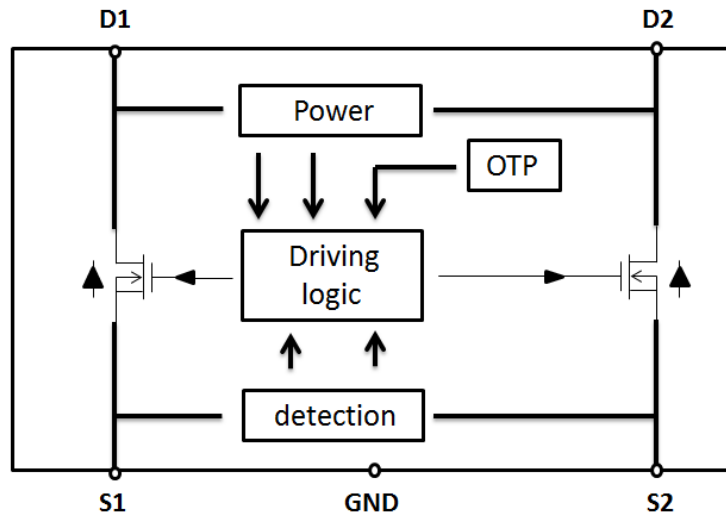 D1 D2
Power
OTP
Driving
logic
detection
S1 GND S2